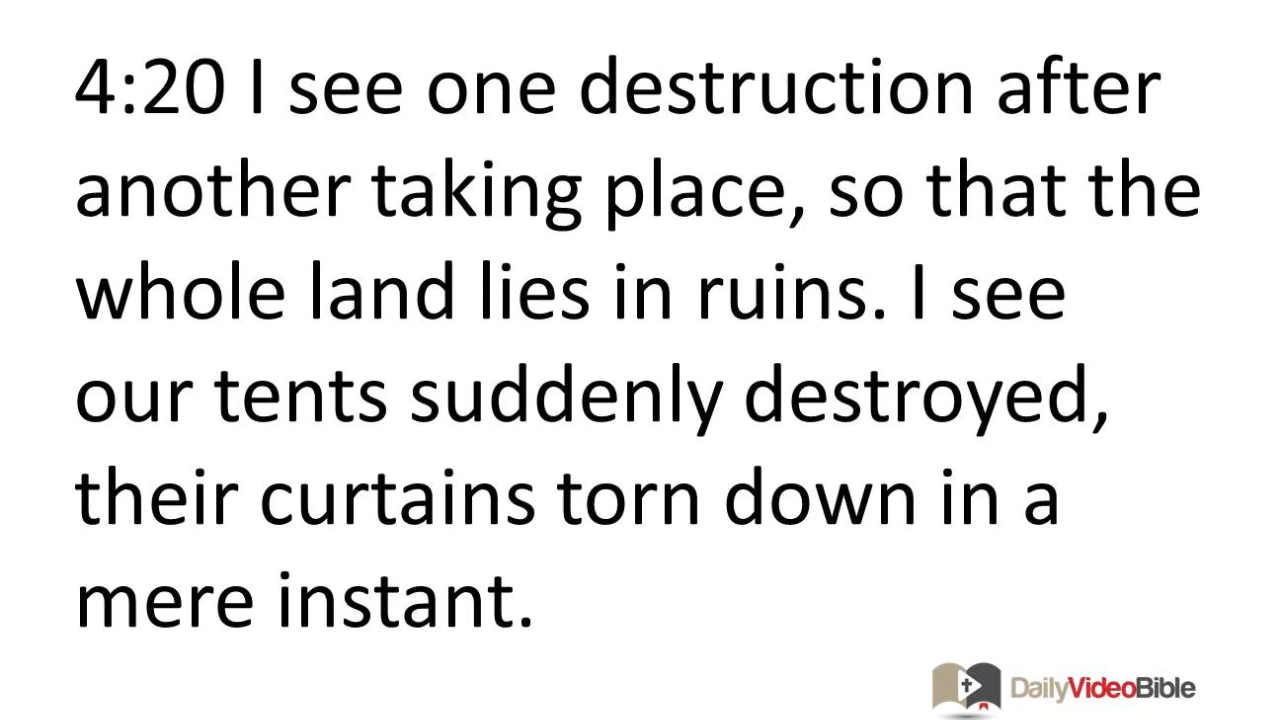 4:20 I see one destruction after
another taking place, so that the
whole land lies in ruins. I see
our tents suddenly destroyed,
their curtains torn down in a
mere instant.
DailyVideoBible